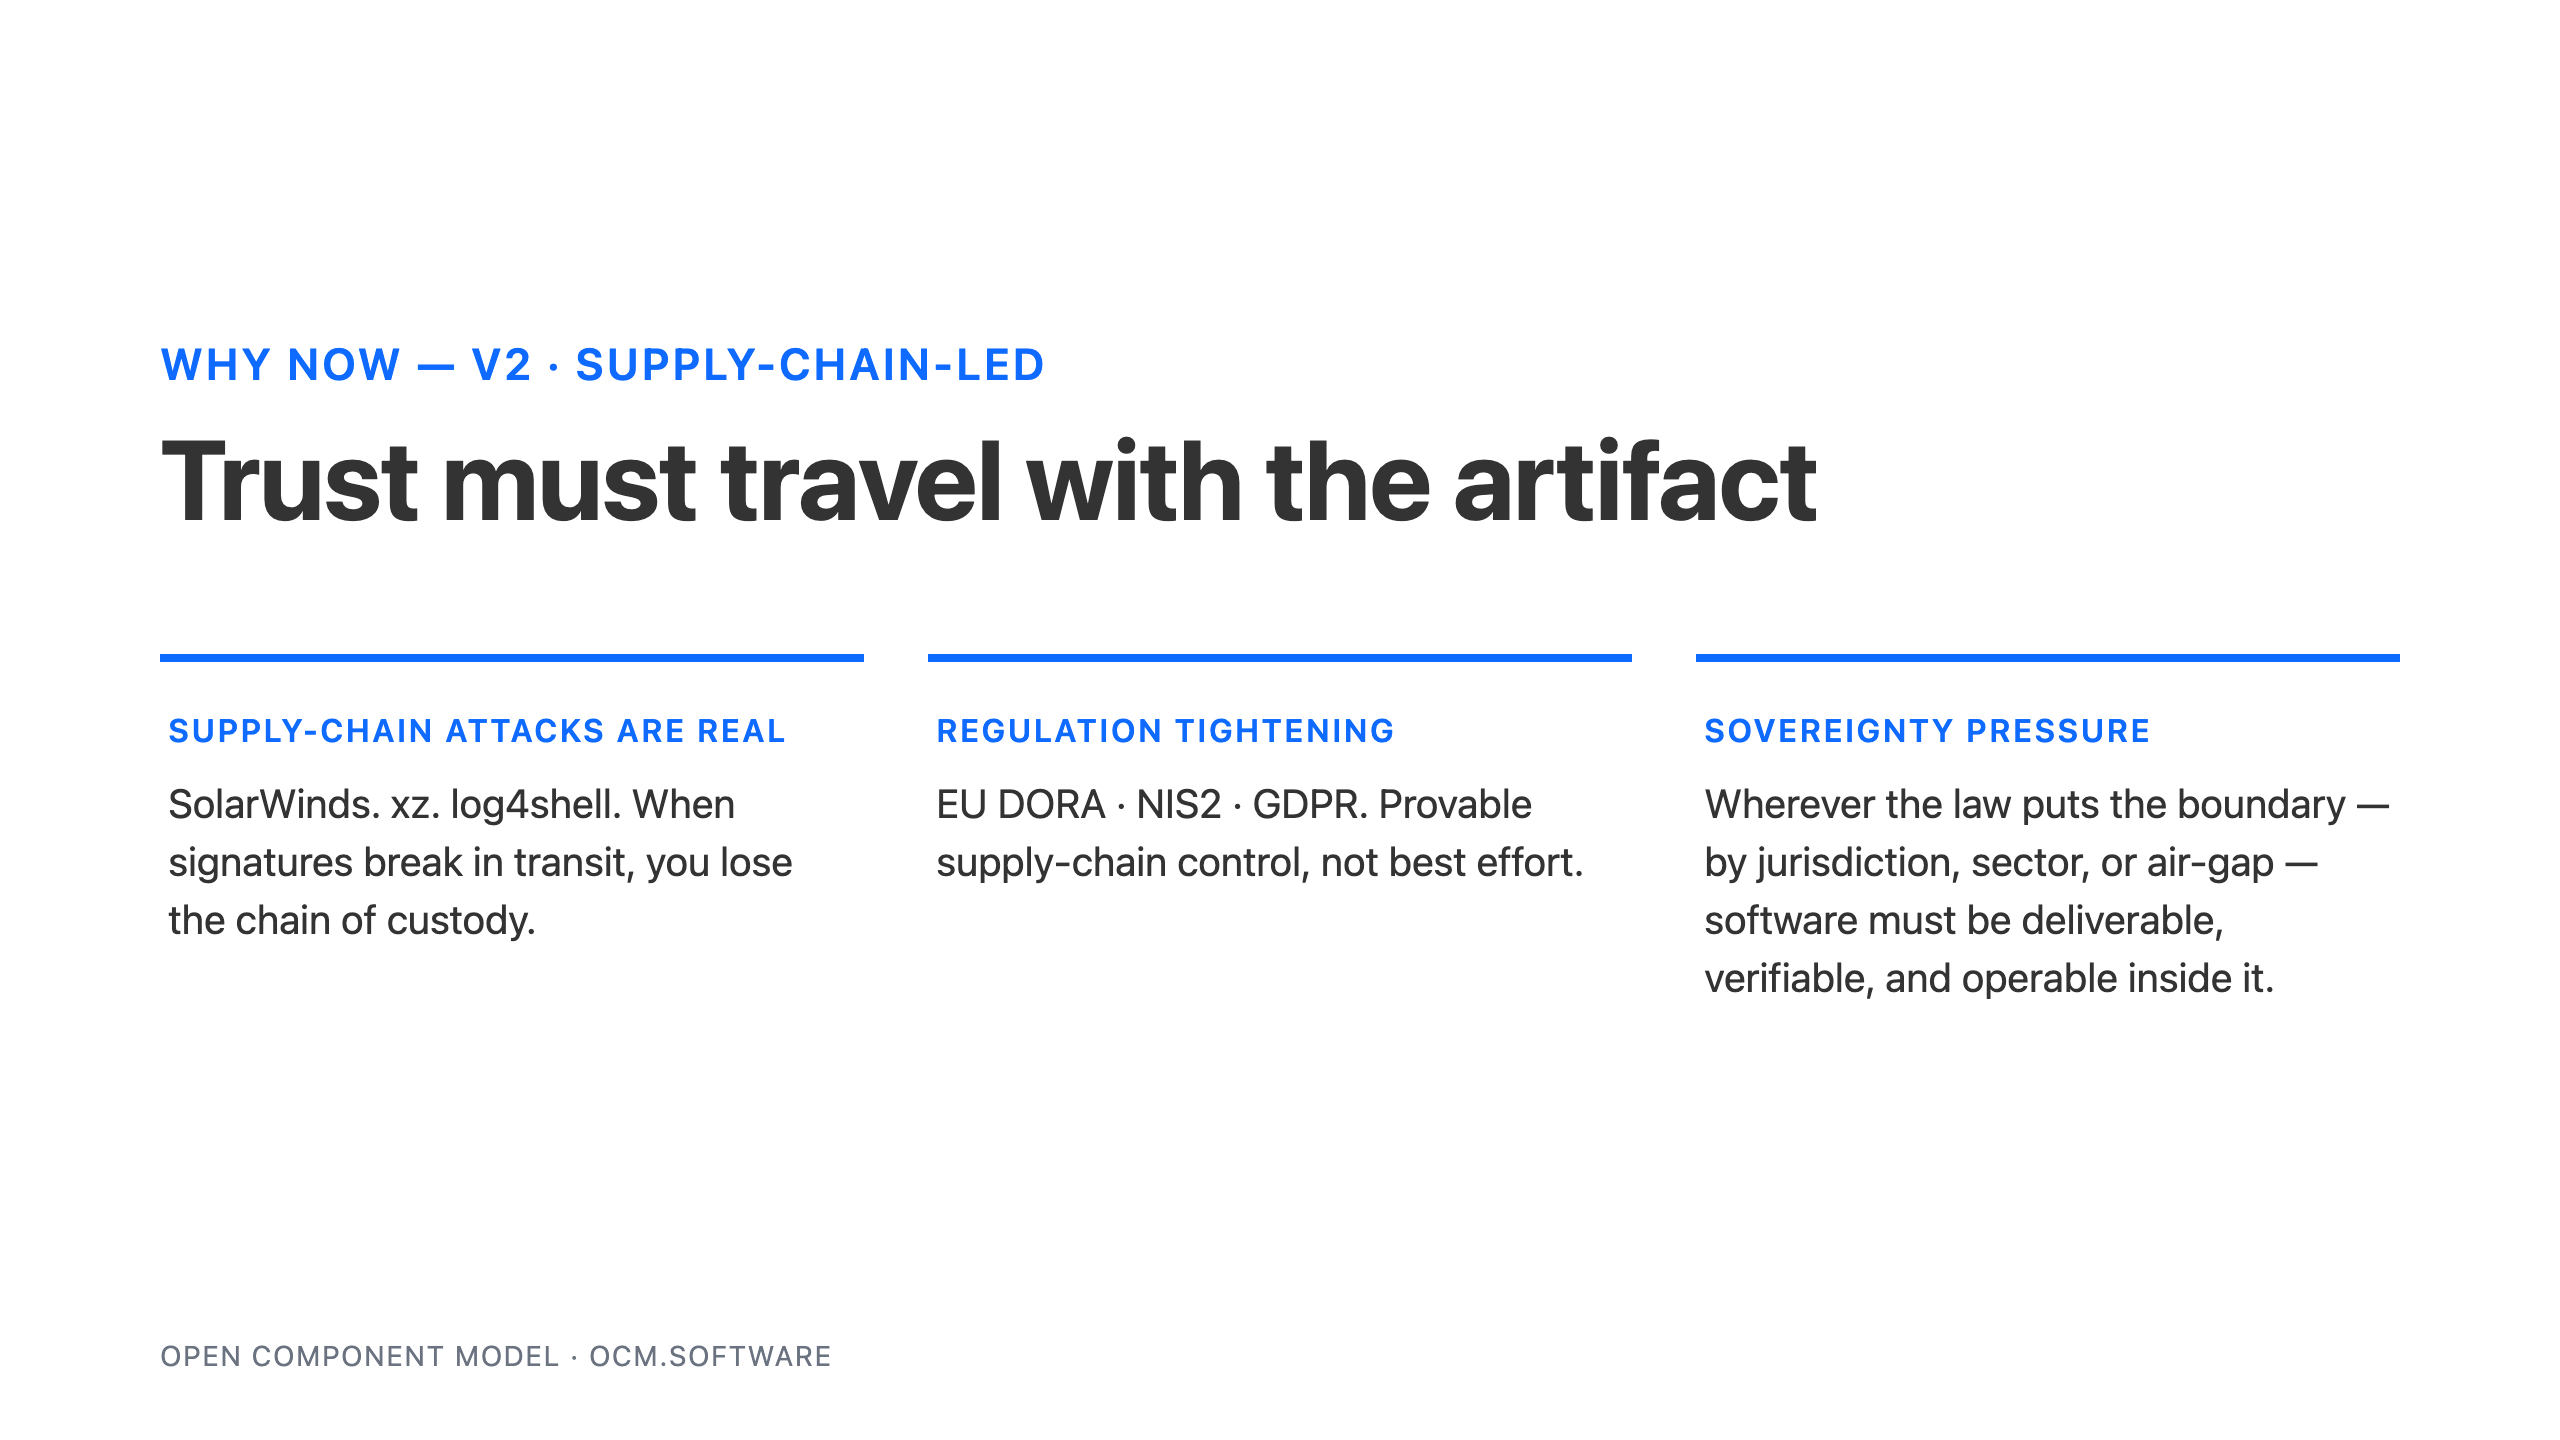 WHY NOW — V2 · SUPPLY-CHAIN-LED
Trust must travel with the artifact
SUPPLY-CHAIN ATTACKS ARE REAL
SolarWinds. xz. log4shell. When
signatures break in transit, you lose
the chain of custody.
REGULATION TIGHTENING
EU DORA · NIS2 · GDPR. Provable
supply-chain control, not best effort.
SOVEREIGNTY PRESSURE
Wherever the law puts the boundary —
by jurisdiction, sector, or air-gap —
software must be deliverable,
verifiable, and operable inside it.
OPEN COMPONENT MODEL · OCM.SOFTWARE